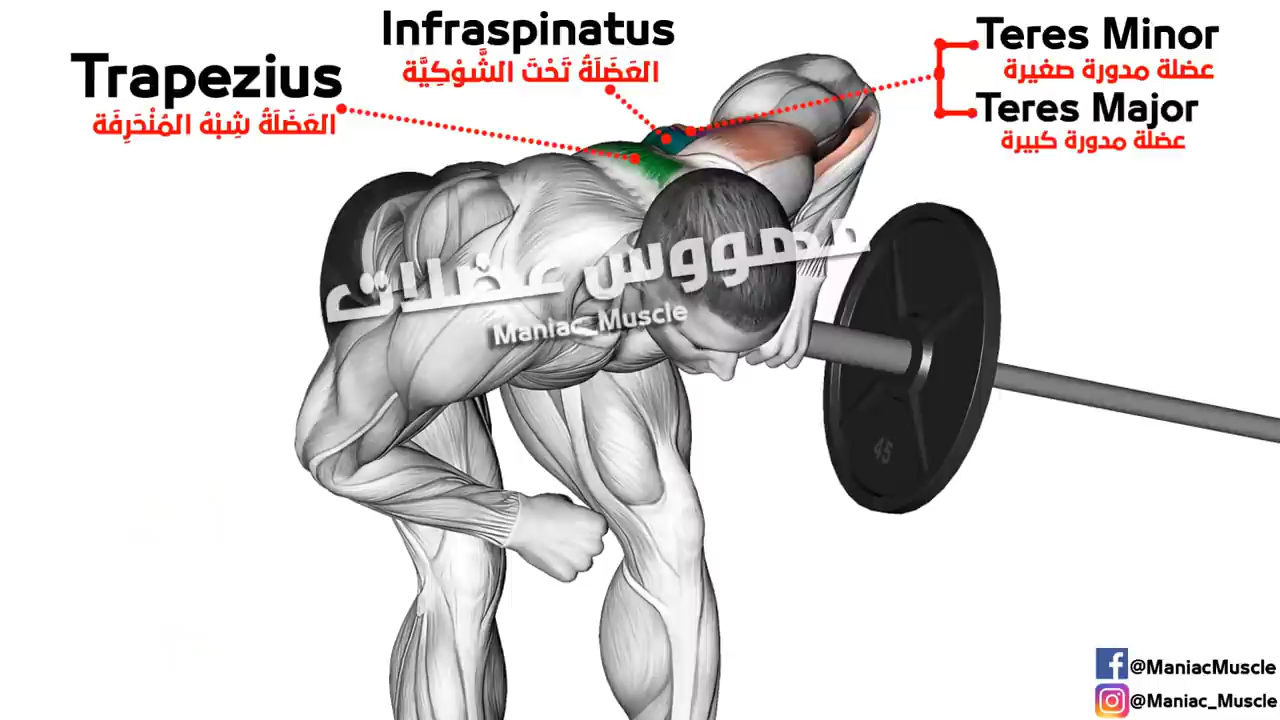 Infraspinatus
العَضَلَةُ تَحْتَ الشَّوْكِيَّة
Teres Minor
عضلة مدورة صغيرة
Trapezius
العَضَلَةُ شِبْهُ المُنْحَرِفَة
Teres Major
عضلة مدورة كبيرة
مهووس عضلات
Maniac_Muscle
45
@ManiacMuscle
@Maniac_Muscle